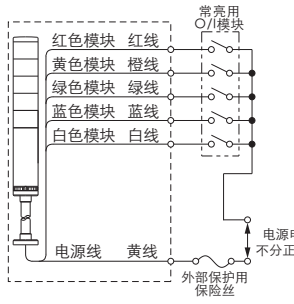 常亮用
O/I模块
红色模块 红线
黄色模块 橙线
绿色模块 绿线
蓝色模块 蓝线
白色模块 白线
电源线 黄线
电源
不分正
外部保护用
保险丝